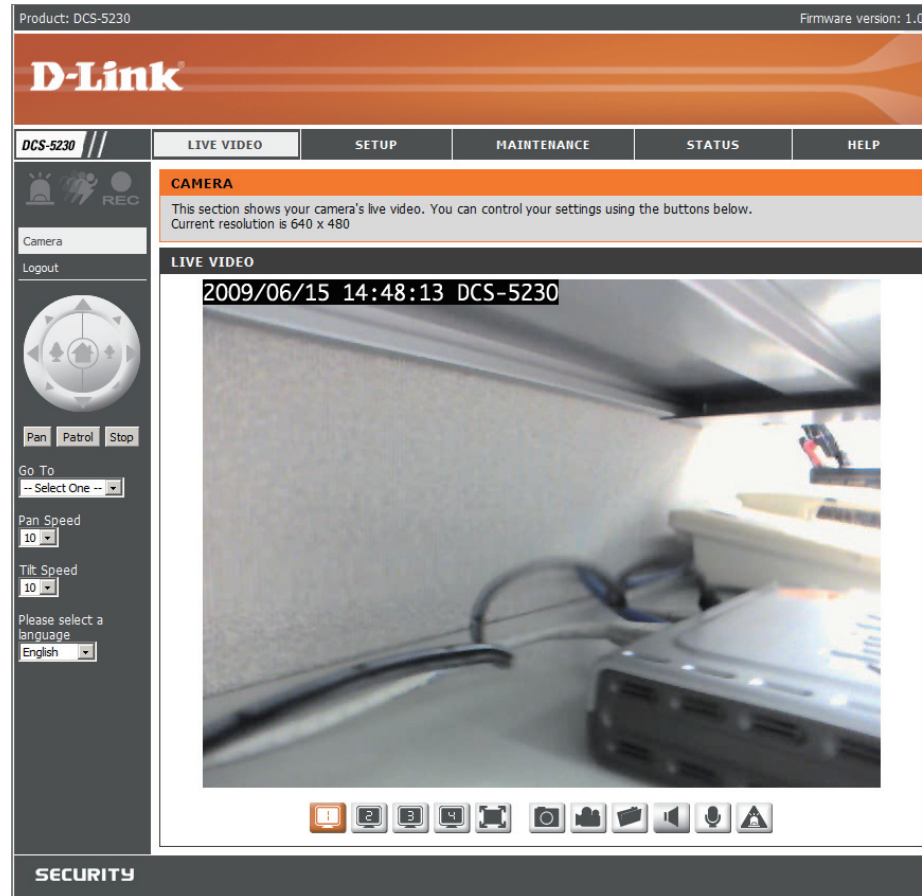 Product: DCS-5230
Firmware version: 1.0
D-Link
DCS-5230
LIVE VIDEO
SETUP
MAINTENANCE
STATUS
HELP
REC
Camera
Logout
Pan
Patrol
Stop
Go To
-- Select One --
Pan Speed
10
Tilt Speed
10
Please select a
language
English
CAMERA
This section shows your camera's live video. You can control your settings using the buttons below.
Current resolution is 640 x 480
LIVE VIDEO
2009/06/15 14:48:13 DCS-5230
1
2
3
4
SECURITY